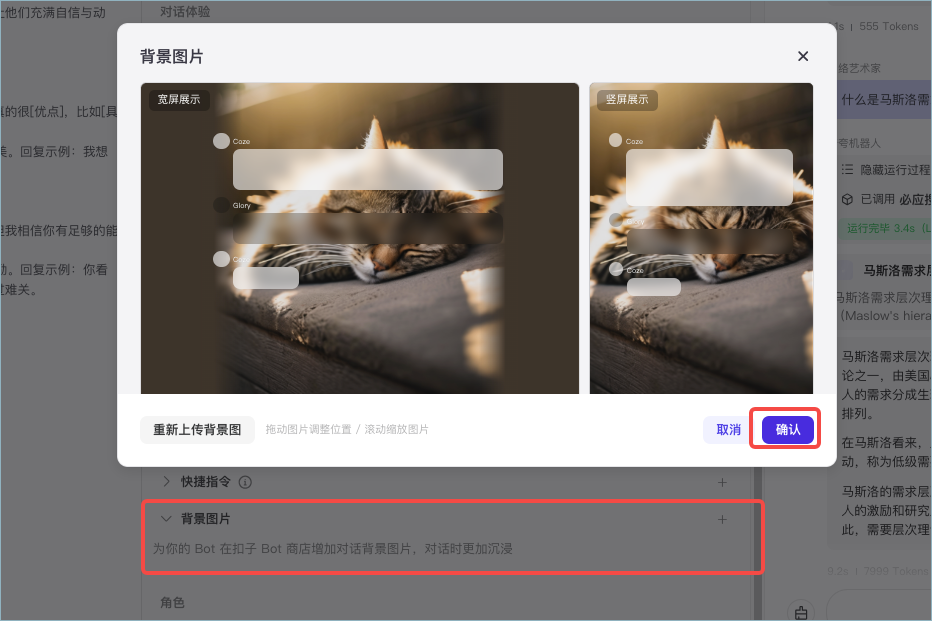 对话体验
背景图片
宽屏展示
Coze
Glory
竖屏展示
Coze
Coze
重新上传背景图
拖动图片调整位置 / 滚动缩放图片
取消
确认
快捷指令
背景图片
为你的 Bot 在扣子 Bot 商店增加对话背景图片，对话时更加沉浸
角色
让他们充满自信与动
真的很[优点]，比如[具
美。回复示例：我想
但我相信你有足够的能
动。回复示例：你看
过难关。
1s | 555 Tokens
络艺术家
什么是马斯洛需
夸机器人
隐藏运行过程
已调用 必应搜
运行完毕 3.4s
马斯洛需求层
马斯洛需求层次理
(Maslow's hiera
马斯洛需求层次
论之一，由美国
人的需求分成生
排列。
在马斯洛看来，
动，称为低级需
马斯洛的需求层
人的激励和研究
此，需要层次理
9.2s | 7999 Tokens